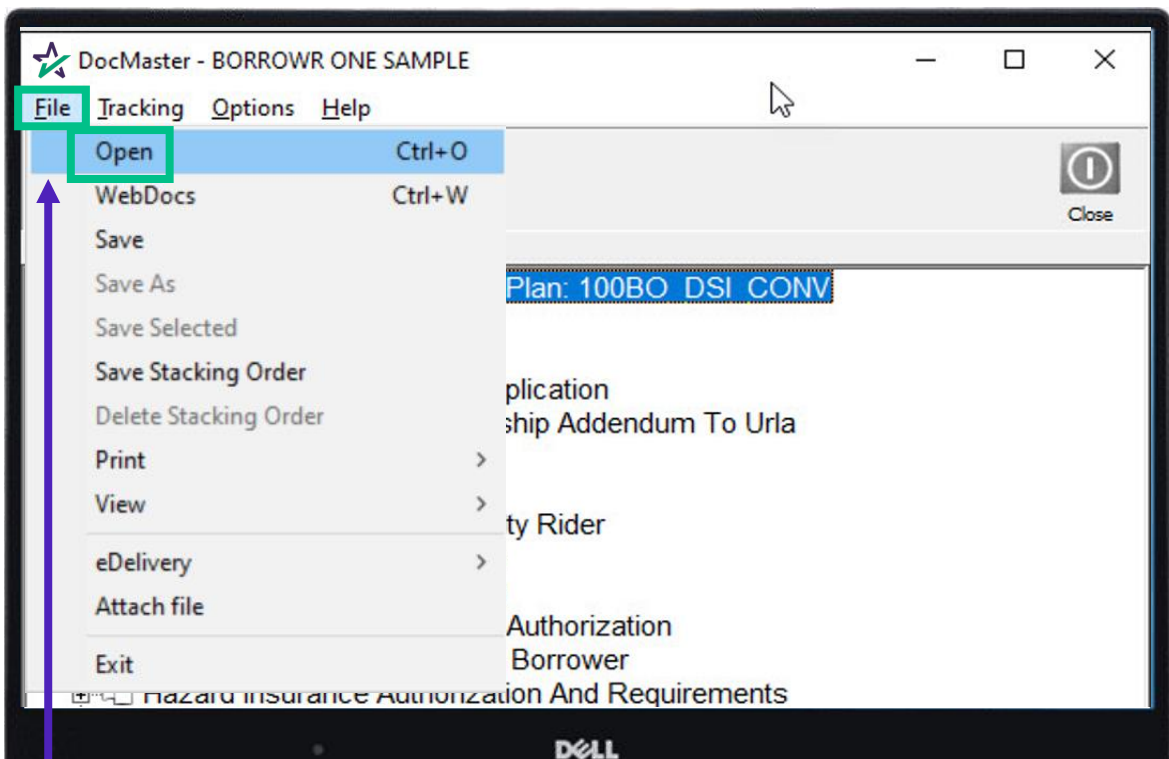 DocMaster - BORROWR ONE SAMPLE
File Tracking Options Help
Open Ctrl+O
WebDocs Ctrl+W
Save
Save As
Save Selected
Save Stacking Order
Delete Stacking Order
Print
View
eDelivery
Attach file
Exit
Close
Plan: 100BO_DSI_CONV
plication
ship Addendum To Urla
ty Rider
Authorization
Borrower
Hazard Insurance Authorization And Requirements
DELL